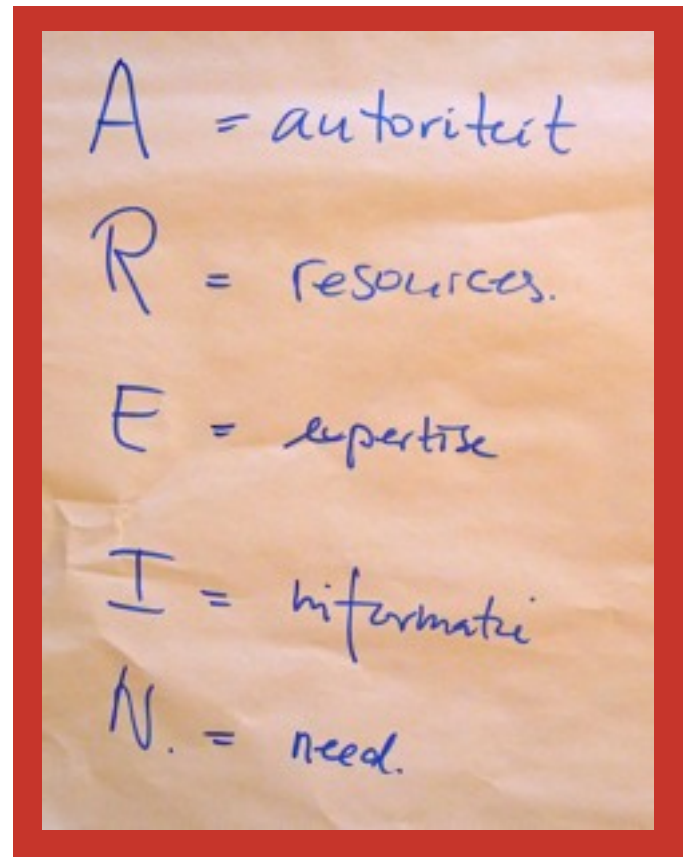 A = autoriteit
R = resources.
E = expertise
I = informatie
N. = need.